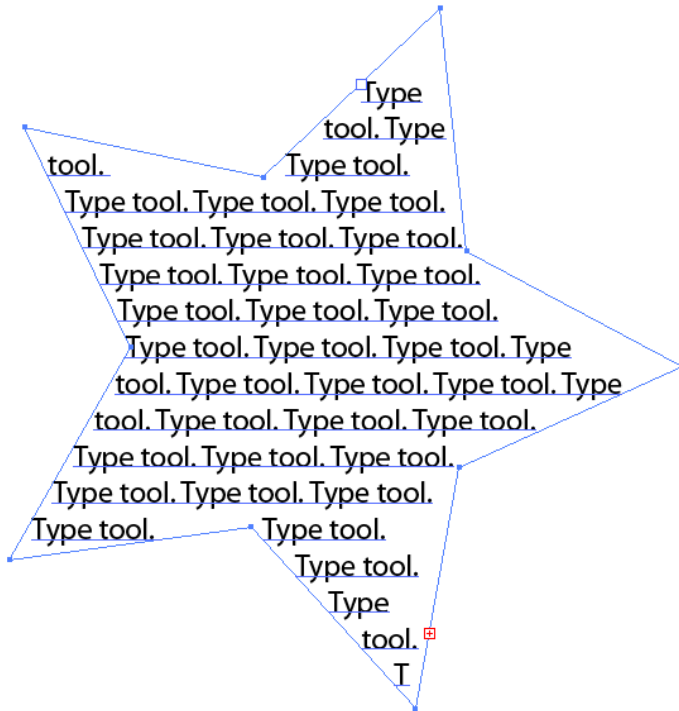 Type
tool. Type
tool. Type tool.
Type tool. Type tool. Type tool.
Type tool. Type tool. Type tool.
Type tool. Type tool. Type tool.
Type tool. Type tool. Type tool.
Type tool. Type tool. Type tool. Type
tool. Type tool. Type tool. Type tool. Type
tool. Type tool. Type tool. Type tool.
Type tool. Type tool. Type tool.
Type tool. Type tool. Type tool.
Type tool. Type tool.
Type tool.
Type
tool.
T